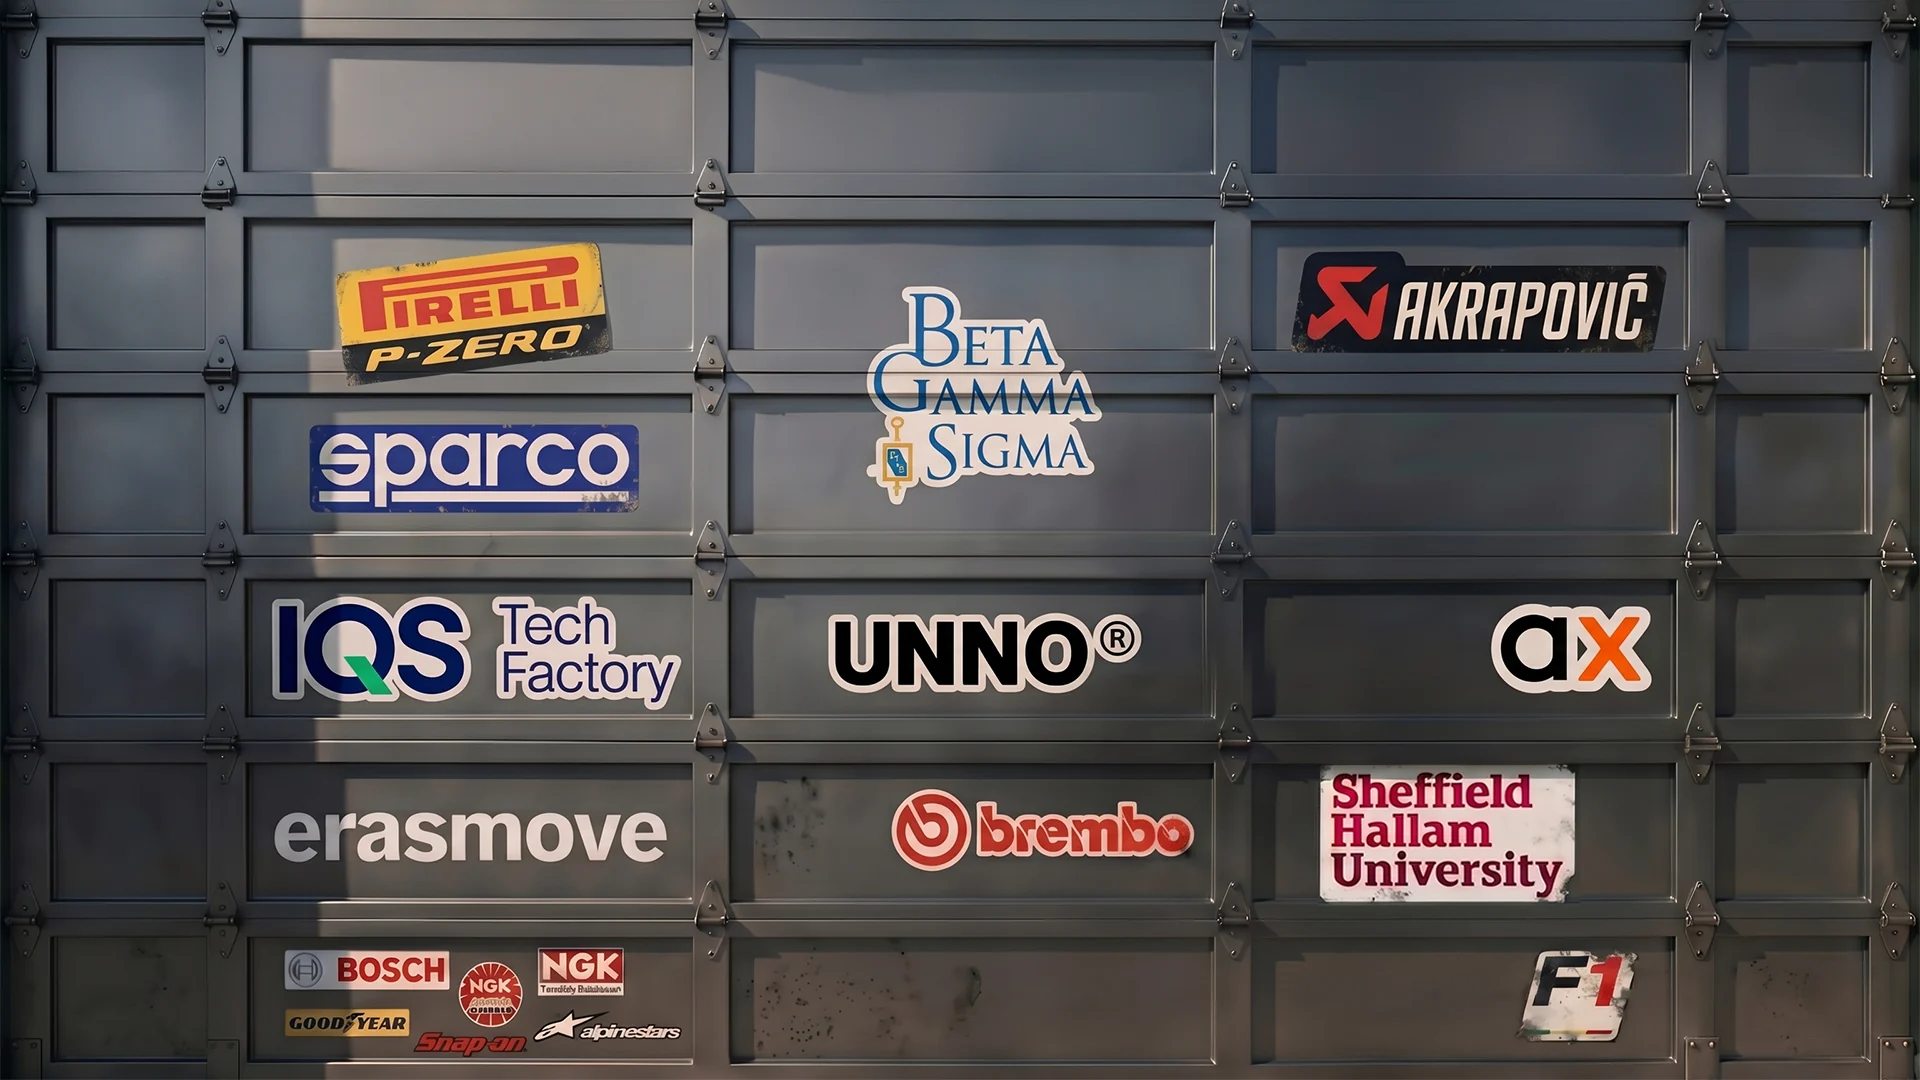 PIRELLI
P-ZERO
BETA
GAMMA
SIGMA
AKRAPOVIČ
sparco
IQS Tech
Factory
UNNO®
ax
erasmove
brembo
Sheffield
Hallam
University
BOSCH
NGK
NGK
GOODYEAR
Snap-on
alpinestars
F1